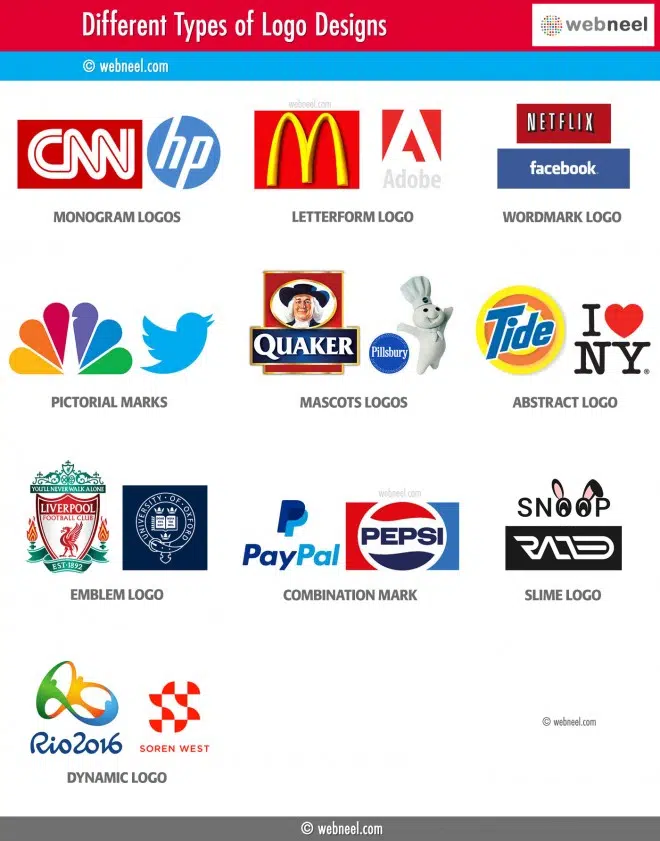 Different Types of Logo Designs
webneel
© webneel.com
webneel.com
CNN
hp
Adobe
NETFLIX
facebook
MONOGRAM LOGOS
LETTERFORM LOGO
WORDMARK LOGO
QUAKER
Pillsbury
Tide
I
NY®
PICTORIAL MARKS
MASCOTS LOGOS
ABSTRACT LOGO
YOU'LL NEVER WALK ALONE
LIVERPOOL
FOOTBALL CLUB
EST·1892
UNIVERSITY·OF·OXFORD
webneel.com
PayPal
PEPSI
SNOOP
RAID
EMBLEM LOGO
COMBINATION MARK
SLIME LOGO
Rio2016
SOREN WEST
© webneel.com
DYNAMIC LOGO
© webneel.com